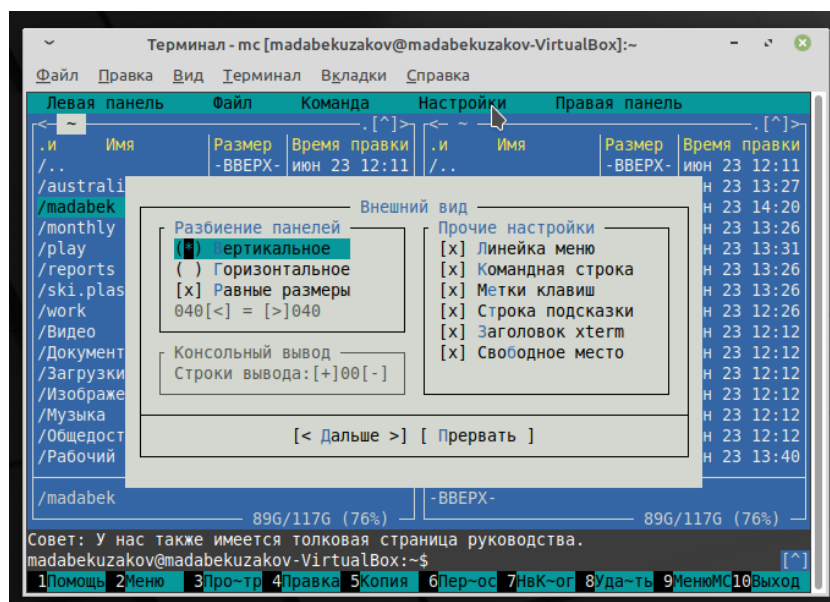 Терминал - mc [madabekuzakov@madabekuzakov-VirtualBox]:~
Файл Правка Вид Терминал Вкладки Справка
Левая панель Файл Команда Настройки Правая панель
<- ~ .[^]> <- ~ .[^]>
.и Имя Размер Время правки .и Имя Размер Время правки
/.. -ВВЕРХ- июн 23 12:11 /.. -ВВЕРХ- июн 23 12:11
/australi н 23 13:27
/madabek Внешний вид н 23 14:20
/monthly Разбиение панелей Прочие настройки н 23 13:26
/play (*) Вертикальное [x] Линейка меню н 23 13:31
/reports ( ) Горизонтальное [x] Командная строка н 23 13:26
/ski.plas [x] Равные размеры [x] Метки клавиш н 23 13:26
/work 040[<] = [>]040 [x] Строка подсказки н 23 12:26
/Видео [x] Заголовок xterm н 23 12:12
/Документ Консольный вывод [x] Свободное место н 23 12:12
/Загрузки Строки вывода:[+]00[-] н 23 12:12
/Изображе н 23 12:12
/Музыка н 23 12:12
/Общедост [< Дальше >] [ Прервать ] н 23 12:12
/Рабочий н 23 13:40
/madabek -ВВЕРХ-
89G/117G (76%) 89G/117G (76%)
Совет: У нас также имеется толковая страница руководства.
madabekuzakov@madabekuzakov-VirtualBox:~$ [^]
1Помощь 2Меню 3Про~тр 4Правка 5Копия 6Пер~ос 7НвК~ог 8Уда~ть 9МенюMC 10Выход